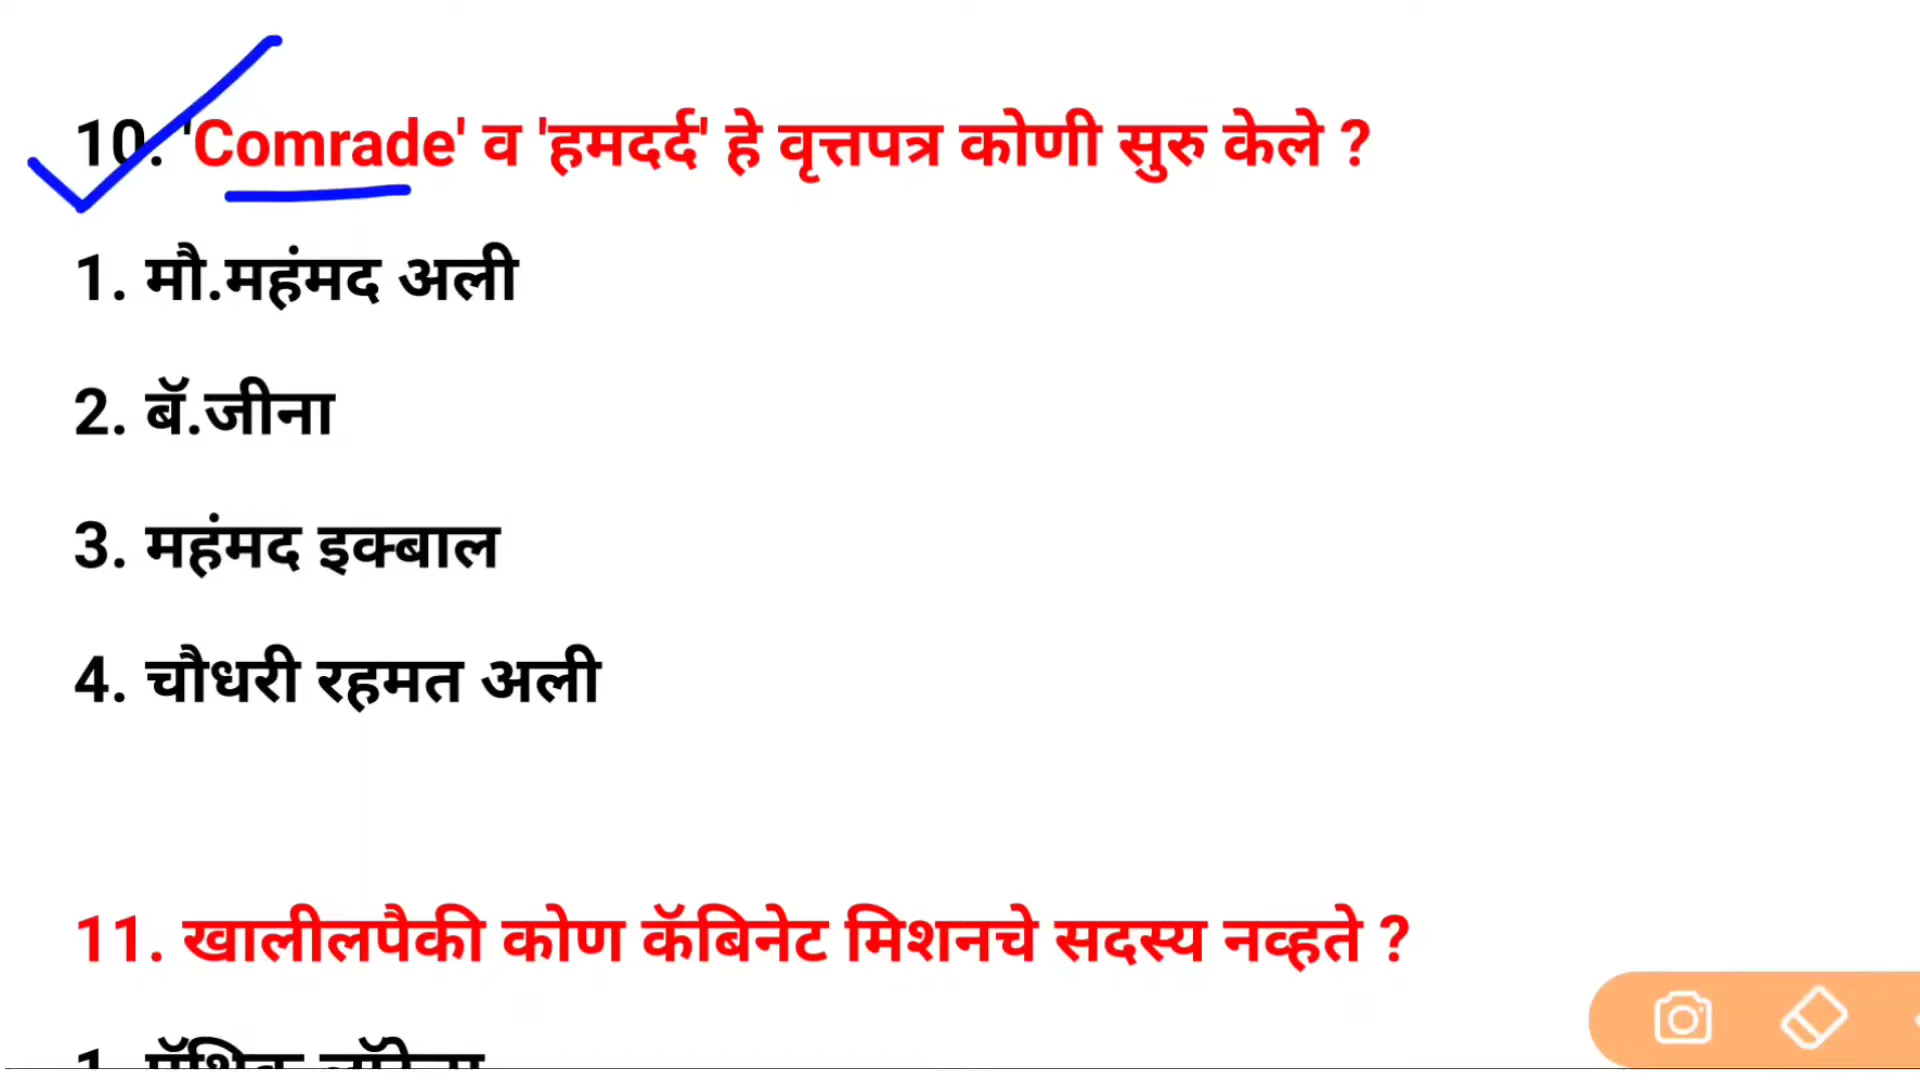 10. 'Comrade' व 'हमदर्द' हे वृत्तपत्र कोणी सुरु केले ?
1. मौ.महंमद अली
2. बॅ.जीना
3. महंमद इक्बाल
4. चौधरी रहमत अली
11. खालीलपैकी कोण कॅबिनेट मिशनचे सदस्य नव्हते ?
1. पॅथिक लॉरेन्स